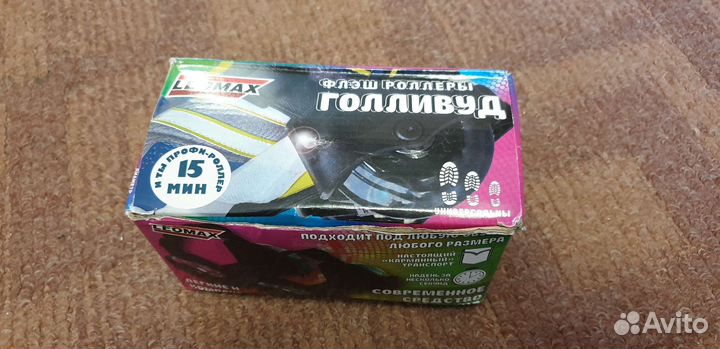 LEOMAX
ФЛЭШ РОЛЛЕРЫ
ГОЛЛИВУД
И ТЫ ПРОФИ-РОЛЛЕР
15
МИН
УНИВЕРСАЛЬНЫ
LEOMAX
ПОДХОДИТ ПОД ЛЮБУЮ
ЛЮБОГО РАЗМЕРА
НАСТОЯЩИЙ
«КАРМАННЫЙ»
ТРАНСПОРТ
НАДЕНЬ ЗА
НЕСКОЛЬКО
СЕКУНД
ЛЕГКИЕ И
СОВРЕМЕННОЕ
СРЕДСТВО
Avito